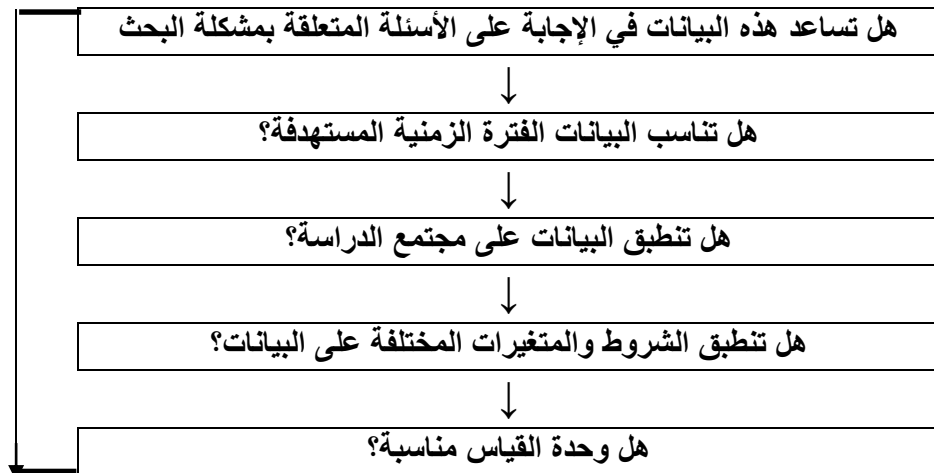 هل تساعد هذه البيانات في الإجابة على الأسئلة المتعلقة بمشكلة البحث
↓
هل تناسب البيانات الفترة الزمنية المستهدفة؟
↓
هل تنطبق البيانات على مجتمع الدراسة؟
↓
هل تنطبق الشروط والمتغيرات المختلفة على البيانات؟
↓
هل وحدة القياس مناسبة؟